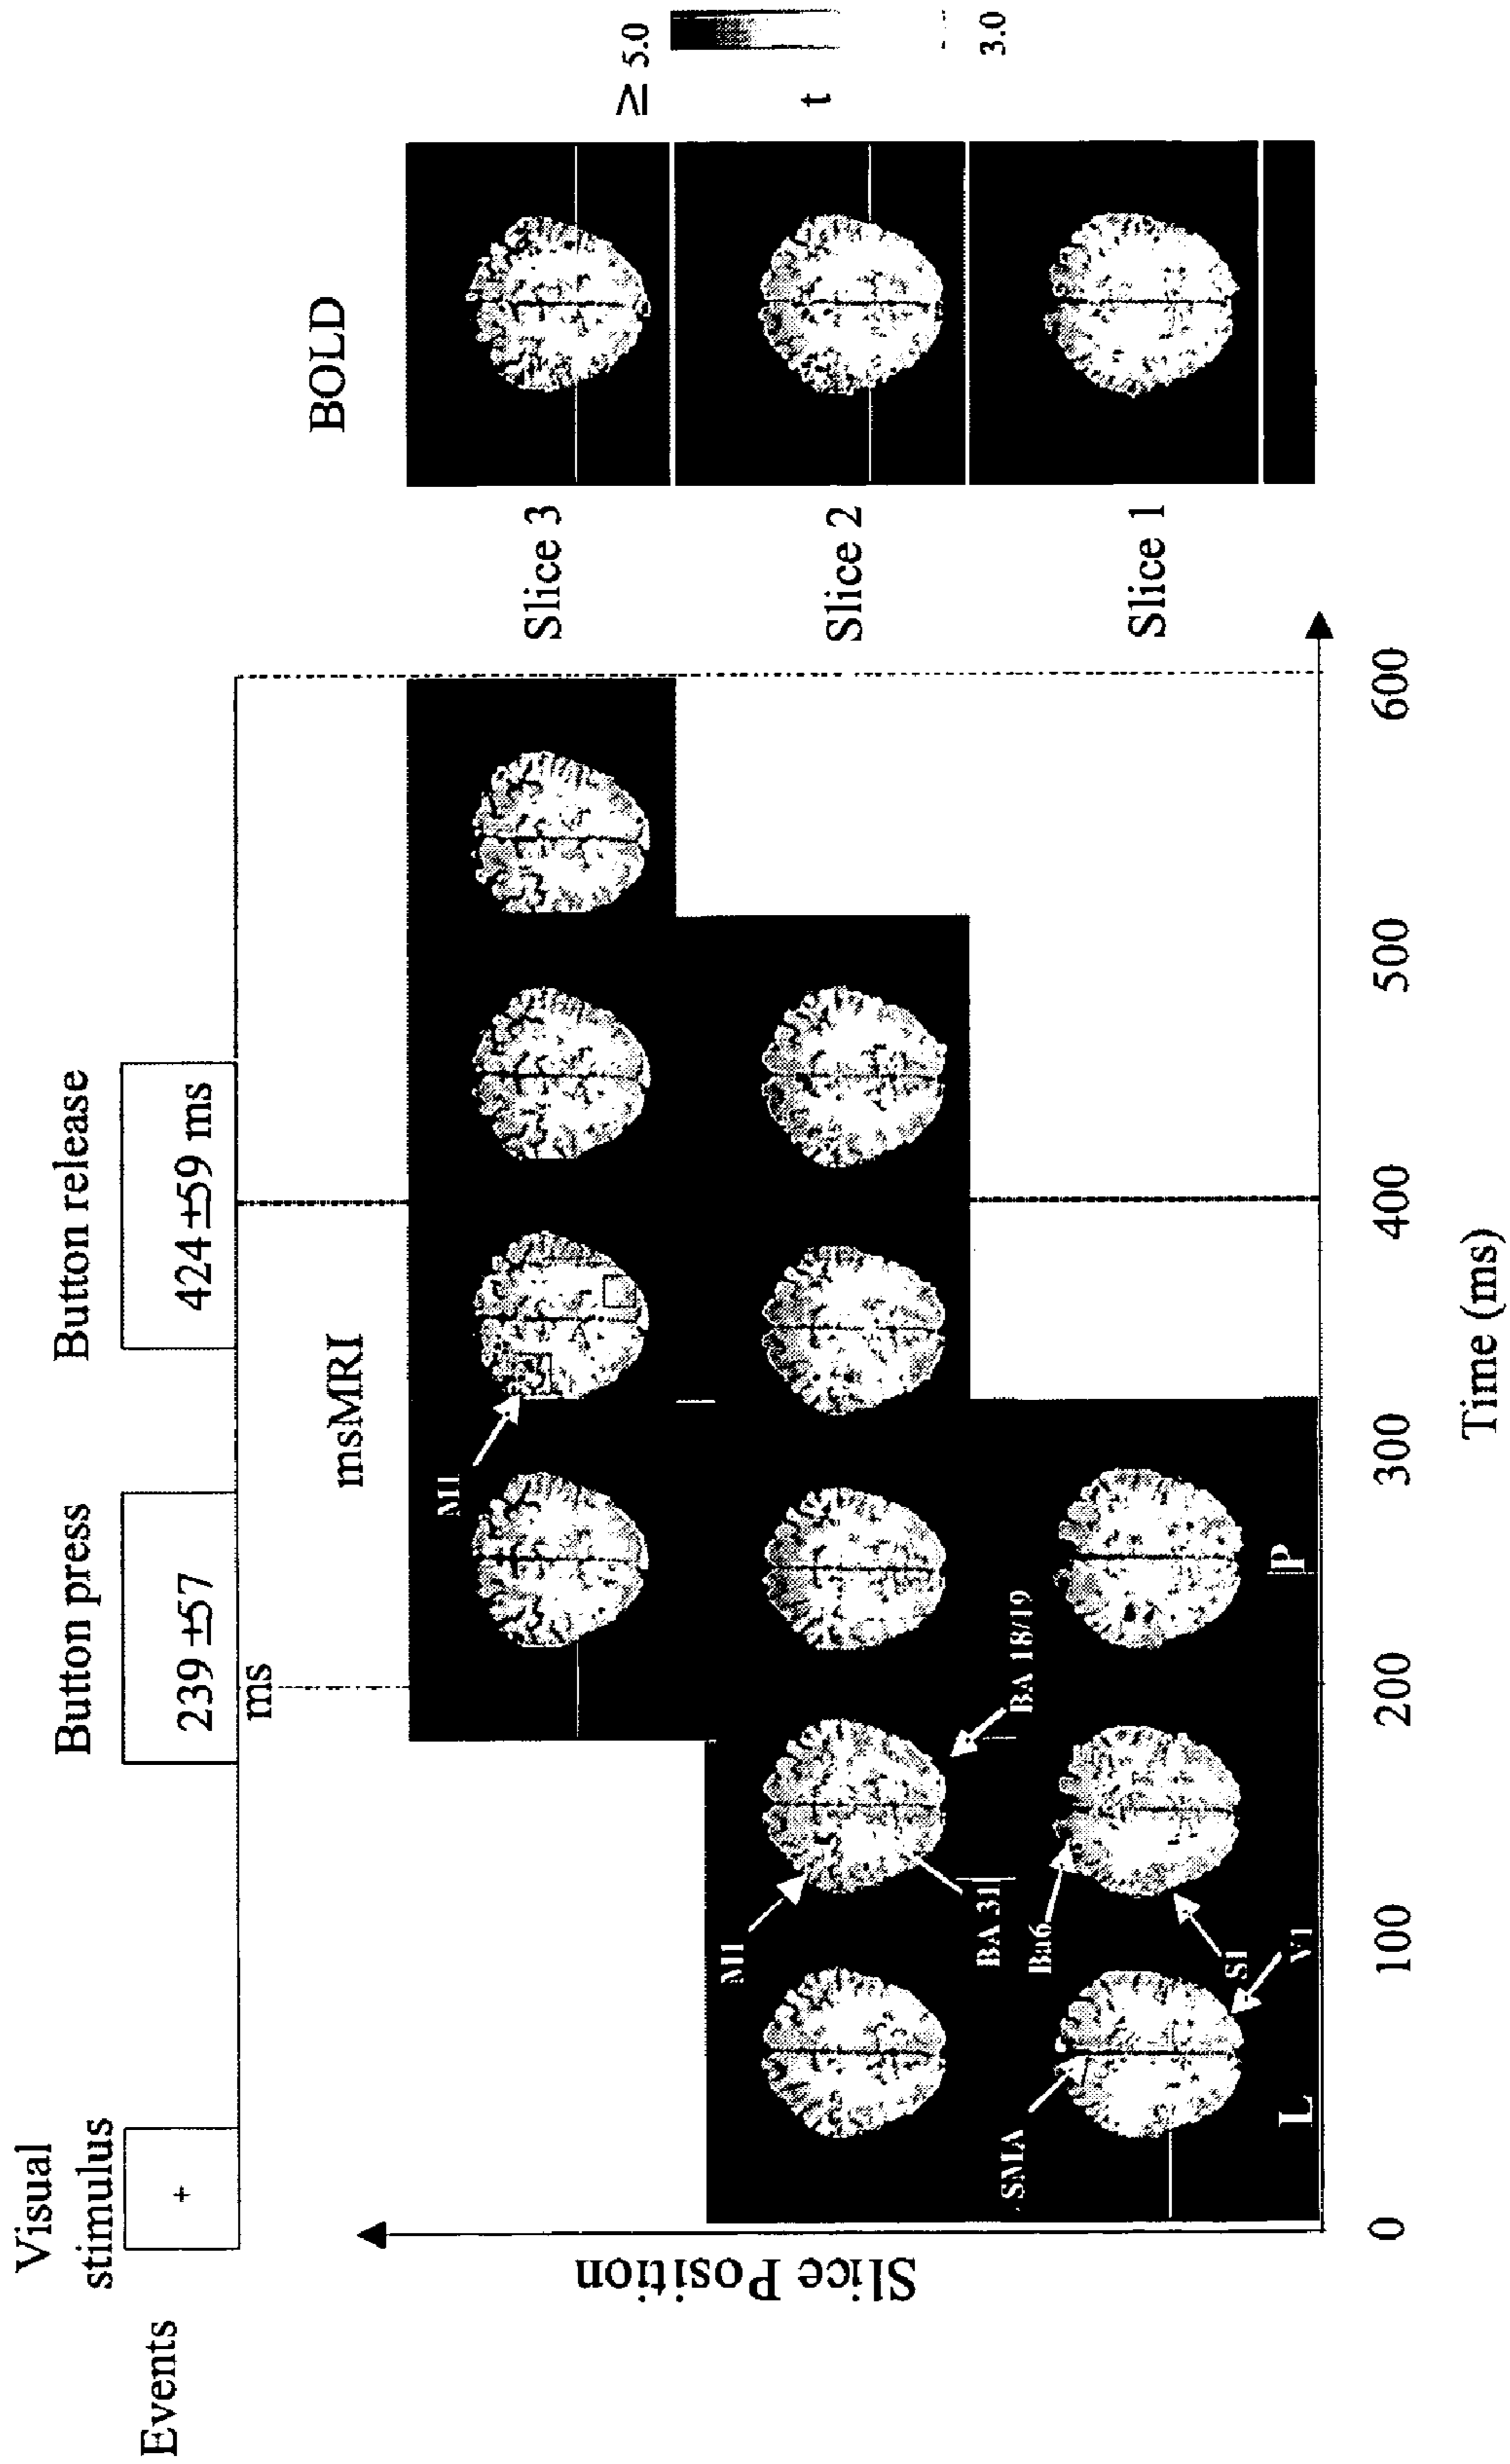 Events
Visual
stimulus
+
Button press
239 ±57
ms
Button release
424 ±59 ms
msMRI
BOLD
Slice Position
M1
M1
BA 31
BA 18/19
SMA
Ba6
S1
V1
L
P
Slice 3
Slice 2
Slice 1
≥ 5.0
t
3.0
0
100
200
300
400
500
600
Time (ms)